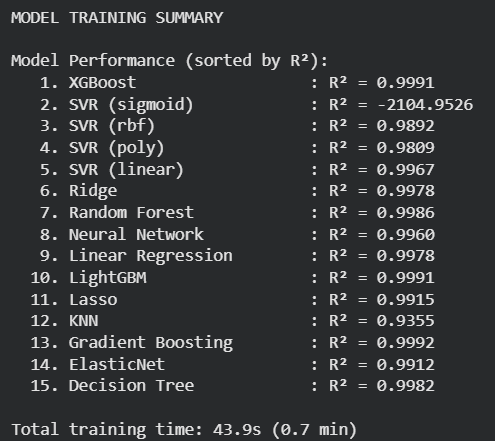 MODEL TRAINING SUMMARY
Model Performance (sorted by R²):
1. XGBoost : R² = 0.9991
2. SVR (sigmoid) : R² = -2104.9526
3. SVR (rbf) : R² = 0.9892
4. SVR (poly) : R² = 0.9809
5. SVR (linear) : R² = 0.9967
6. Ridge : R² = 0.9978
7. Random Forest : R² = 0.9986
8. Neural Network : R² = 0.9960
9. Linear Regression : R² = 0.9978
10. LightGBM : R² = 0.9991
11. Lasso : R² = 0.9915
12. KNN : R² = 0.9355
13. Gradient Boosting : R² = 0.9992
14. ElasticNet : R² = 0.9912
15. Decision Tree : R² = 0.9982
Total training time: 43.9s (0.7 min)